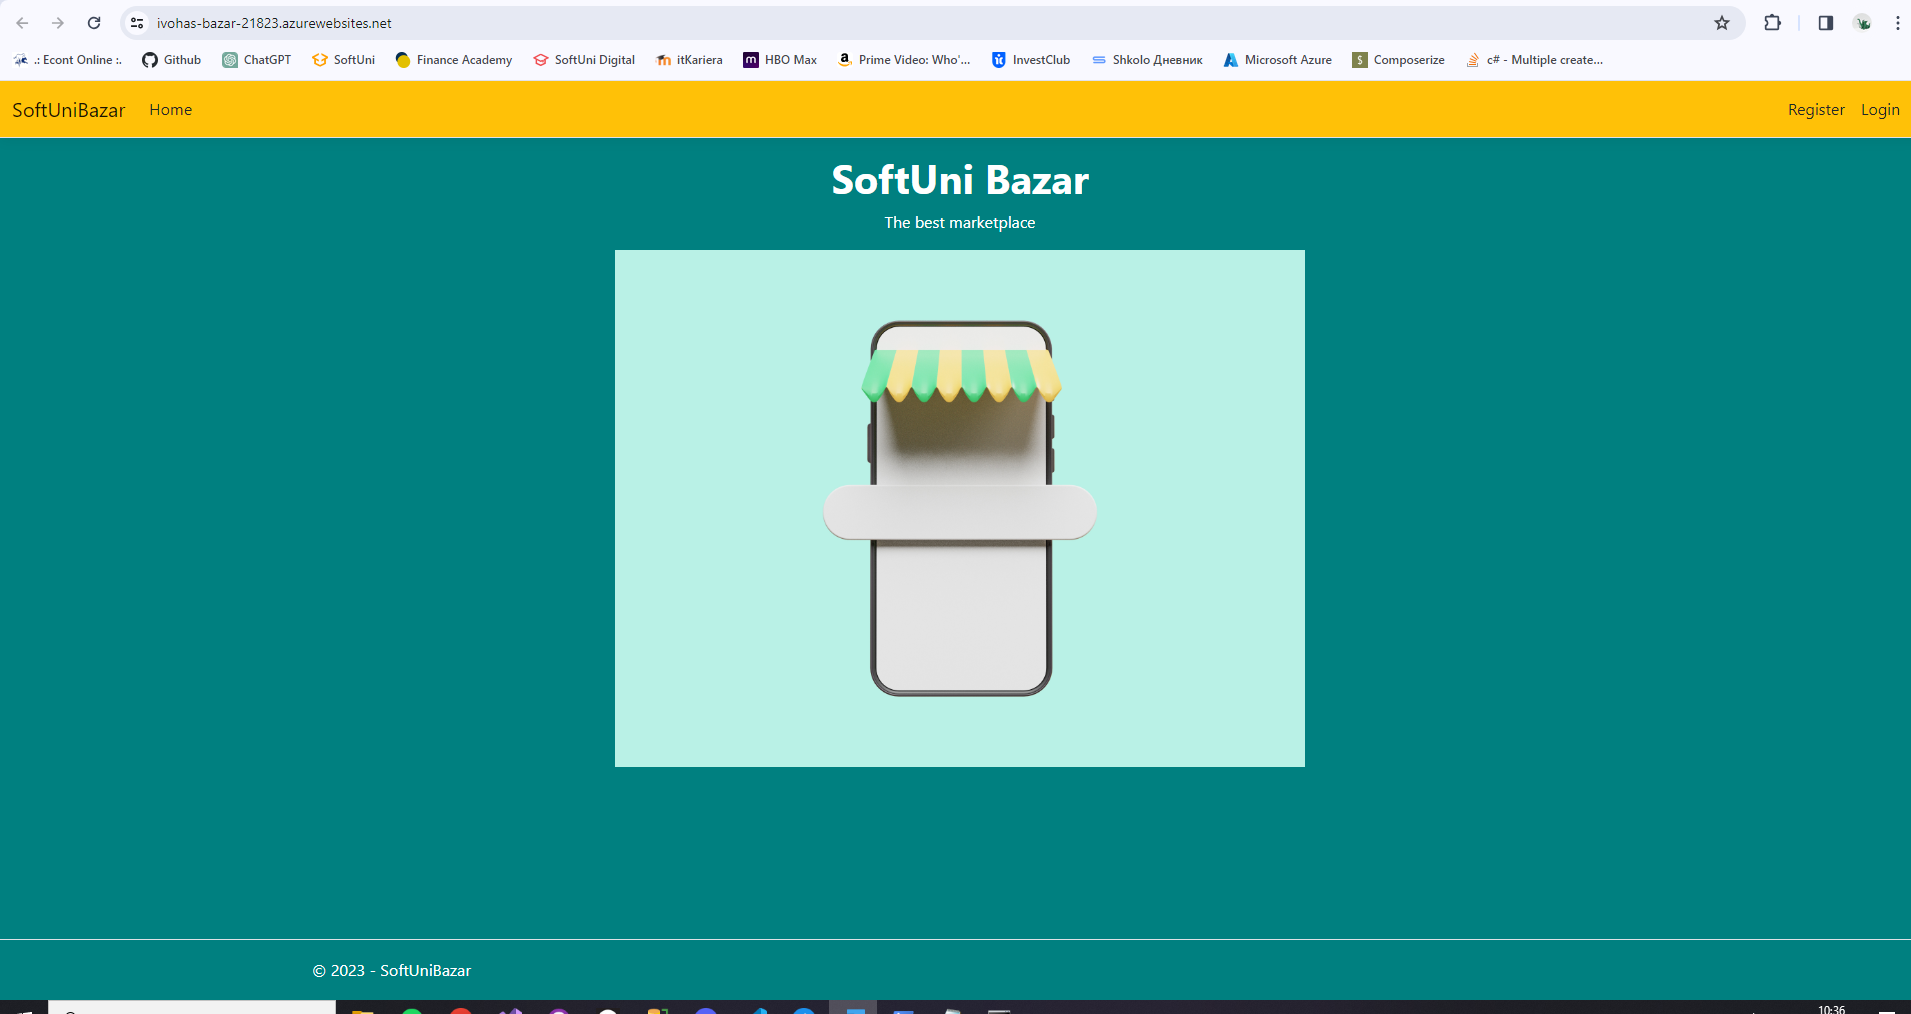 ivohas-bazar-21823.azurewebsites.net
.: Econt Online :. Github ChatGPT SoftUni Finance Academy SoftUni Digital itKariera HBO Max Prime Video: Who'... InvestClub Shkolo Дневник Microsoft Azure Composerize c# - Multiple create...
SoftUniBazar Home Register Login
SoftUni Bazar
The best marketplace
© 2023 - SoftUniBazar
10:36